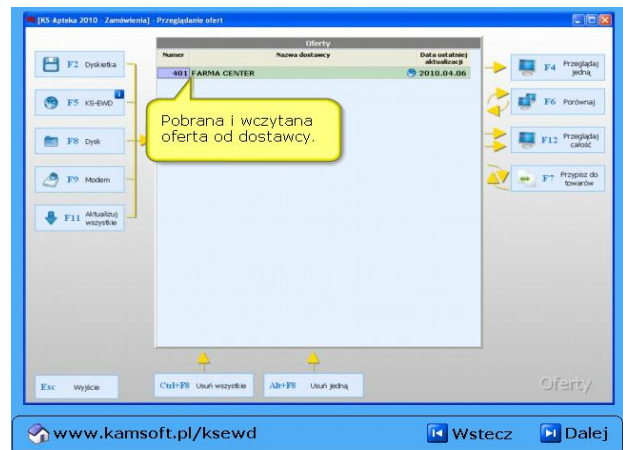 [KS-Apteka 2010 - Zamówienia] - Przeglądanie ofert
Oferty
Numer Nazwa dostawcy Data ostatniej aktualizacji
401 FARMA CENTER 2010.04.06
Pobrana i wczytana
oferta od dostawcy.
F2 Dyskietka
F5 KS-EWD
F8 Dysk
F9 Modem
F11 Aktualizuj
wszystkie
F4 Przeglądaj
jedną
F6 Porównaj
F12 Przeglądaj
całość
F7 Przypisz do
towarów
Esc Wyjście
Ctrl+F8 Usuń wszystkie
Alt+F8 Usuń jedną
Oferty
www.kamsoft.pl/ksewd
Wstecz
Dalej